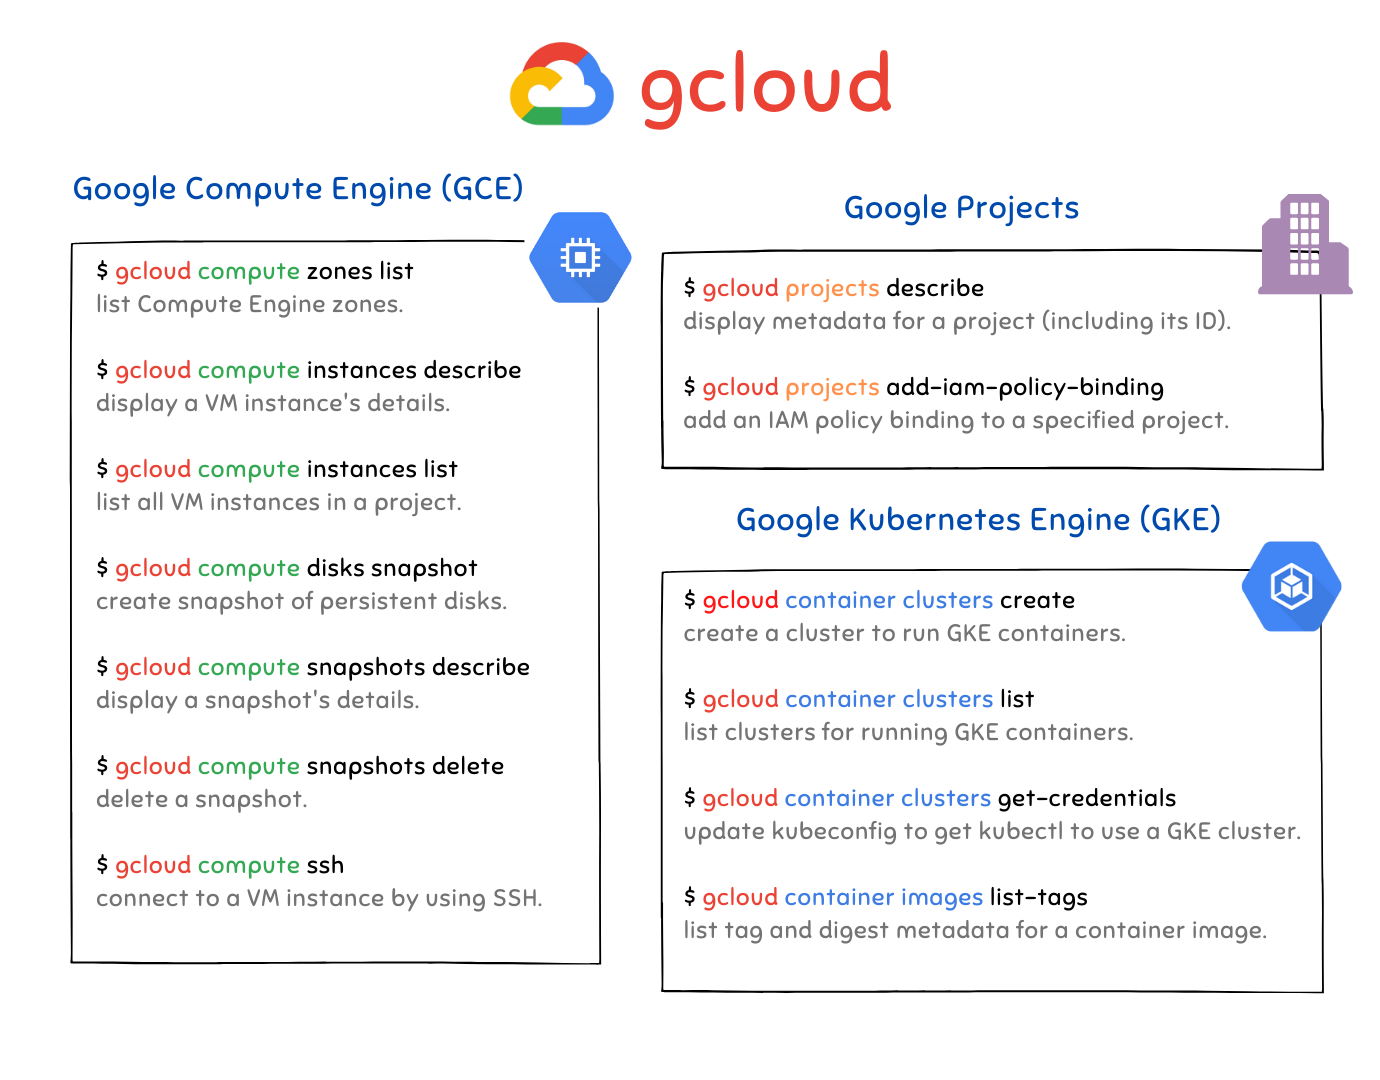 gcloud
Google Compute Engine (GCE)
$ gcloud compute zones list
list Compute Engine zones.
$ gcloud compute instances describe
display a VM instance's details.
$ gcloud compute instances list
list all VM instances in a project.
$ gcloud compute disks snapshot
create snapshot of persistent disks.
$ gcloud compute snapshots describe
display a snapshot's details.
$ gcloud compute snapshots delete
delete a snapshot.
$ gcloud compute ssh
connect to a VM instance by using SSH.
Google Projects
$ gcloud projects describe
display metadata for a project (including its ID).
$ gcloud projects add-iam-policy-binding
add an IAM policy binding to a specified project.
Google Kubernetes Engine (GKE)
$ gcloud container clusters create
create a cluster to run GKE containers.
$ gcloud container clusters list
list clusters for running GKE containers.
$ gcloud container clusters get-credentials
update kubeconfig to get kubectl to use a GKE cluster.
$ gcloud container images list-tags
list tag and digest metadata for a container image.